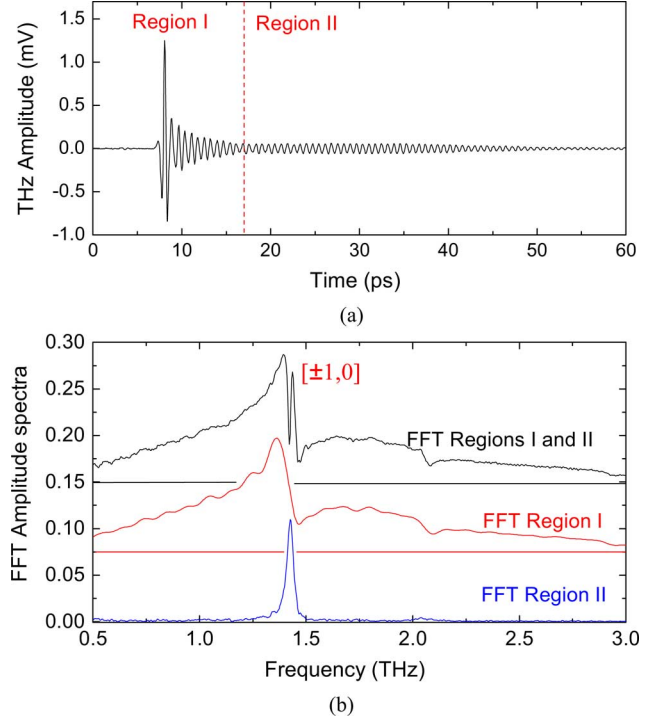 1.5
1.0
0.5
0.0
-0.5
-1.0
THz Amplitude (mV)
Region I
Region II
0 10 20 30 40 50 60
Time (ps)
(a)
0.30
0.25
0.20
0.15
0.10
0.05
0.00
FFT Amplitude spectra
[±1,0]
FFT Regions I and II
FFT Region I
FFT Region II
0.5 1.0 1.5 2.0 2.5 3.0
Frequency (THz)
(b)